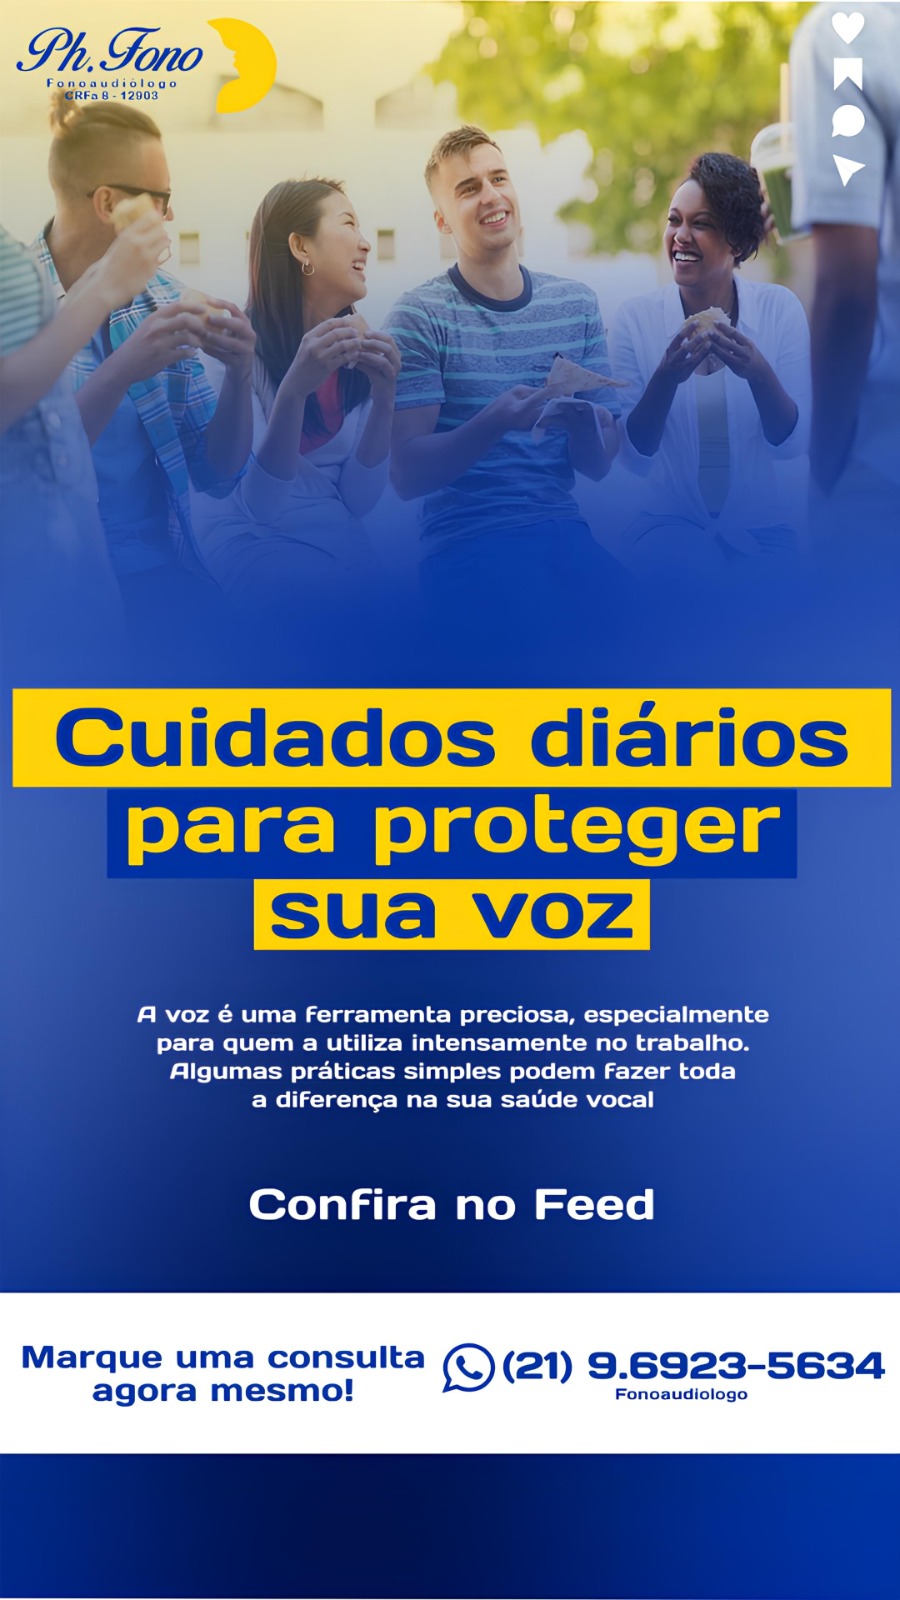 Ph. Fono
Fonoaudiólogo
CRFa 8 - 12903
Cuidados diários
para proteger
sua voz
A voz é uma ferramenta preciosa, especialmente
para quem a utiliza intensamente no trabalho.
Algumas práticas simples podem fazer toda
a diferença na sua saúde vocal
Confira no Feed
Marque uma consulta
agora mesmo!
(21) 9.6923-5634
Fonoaudiologo